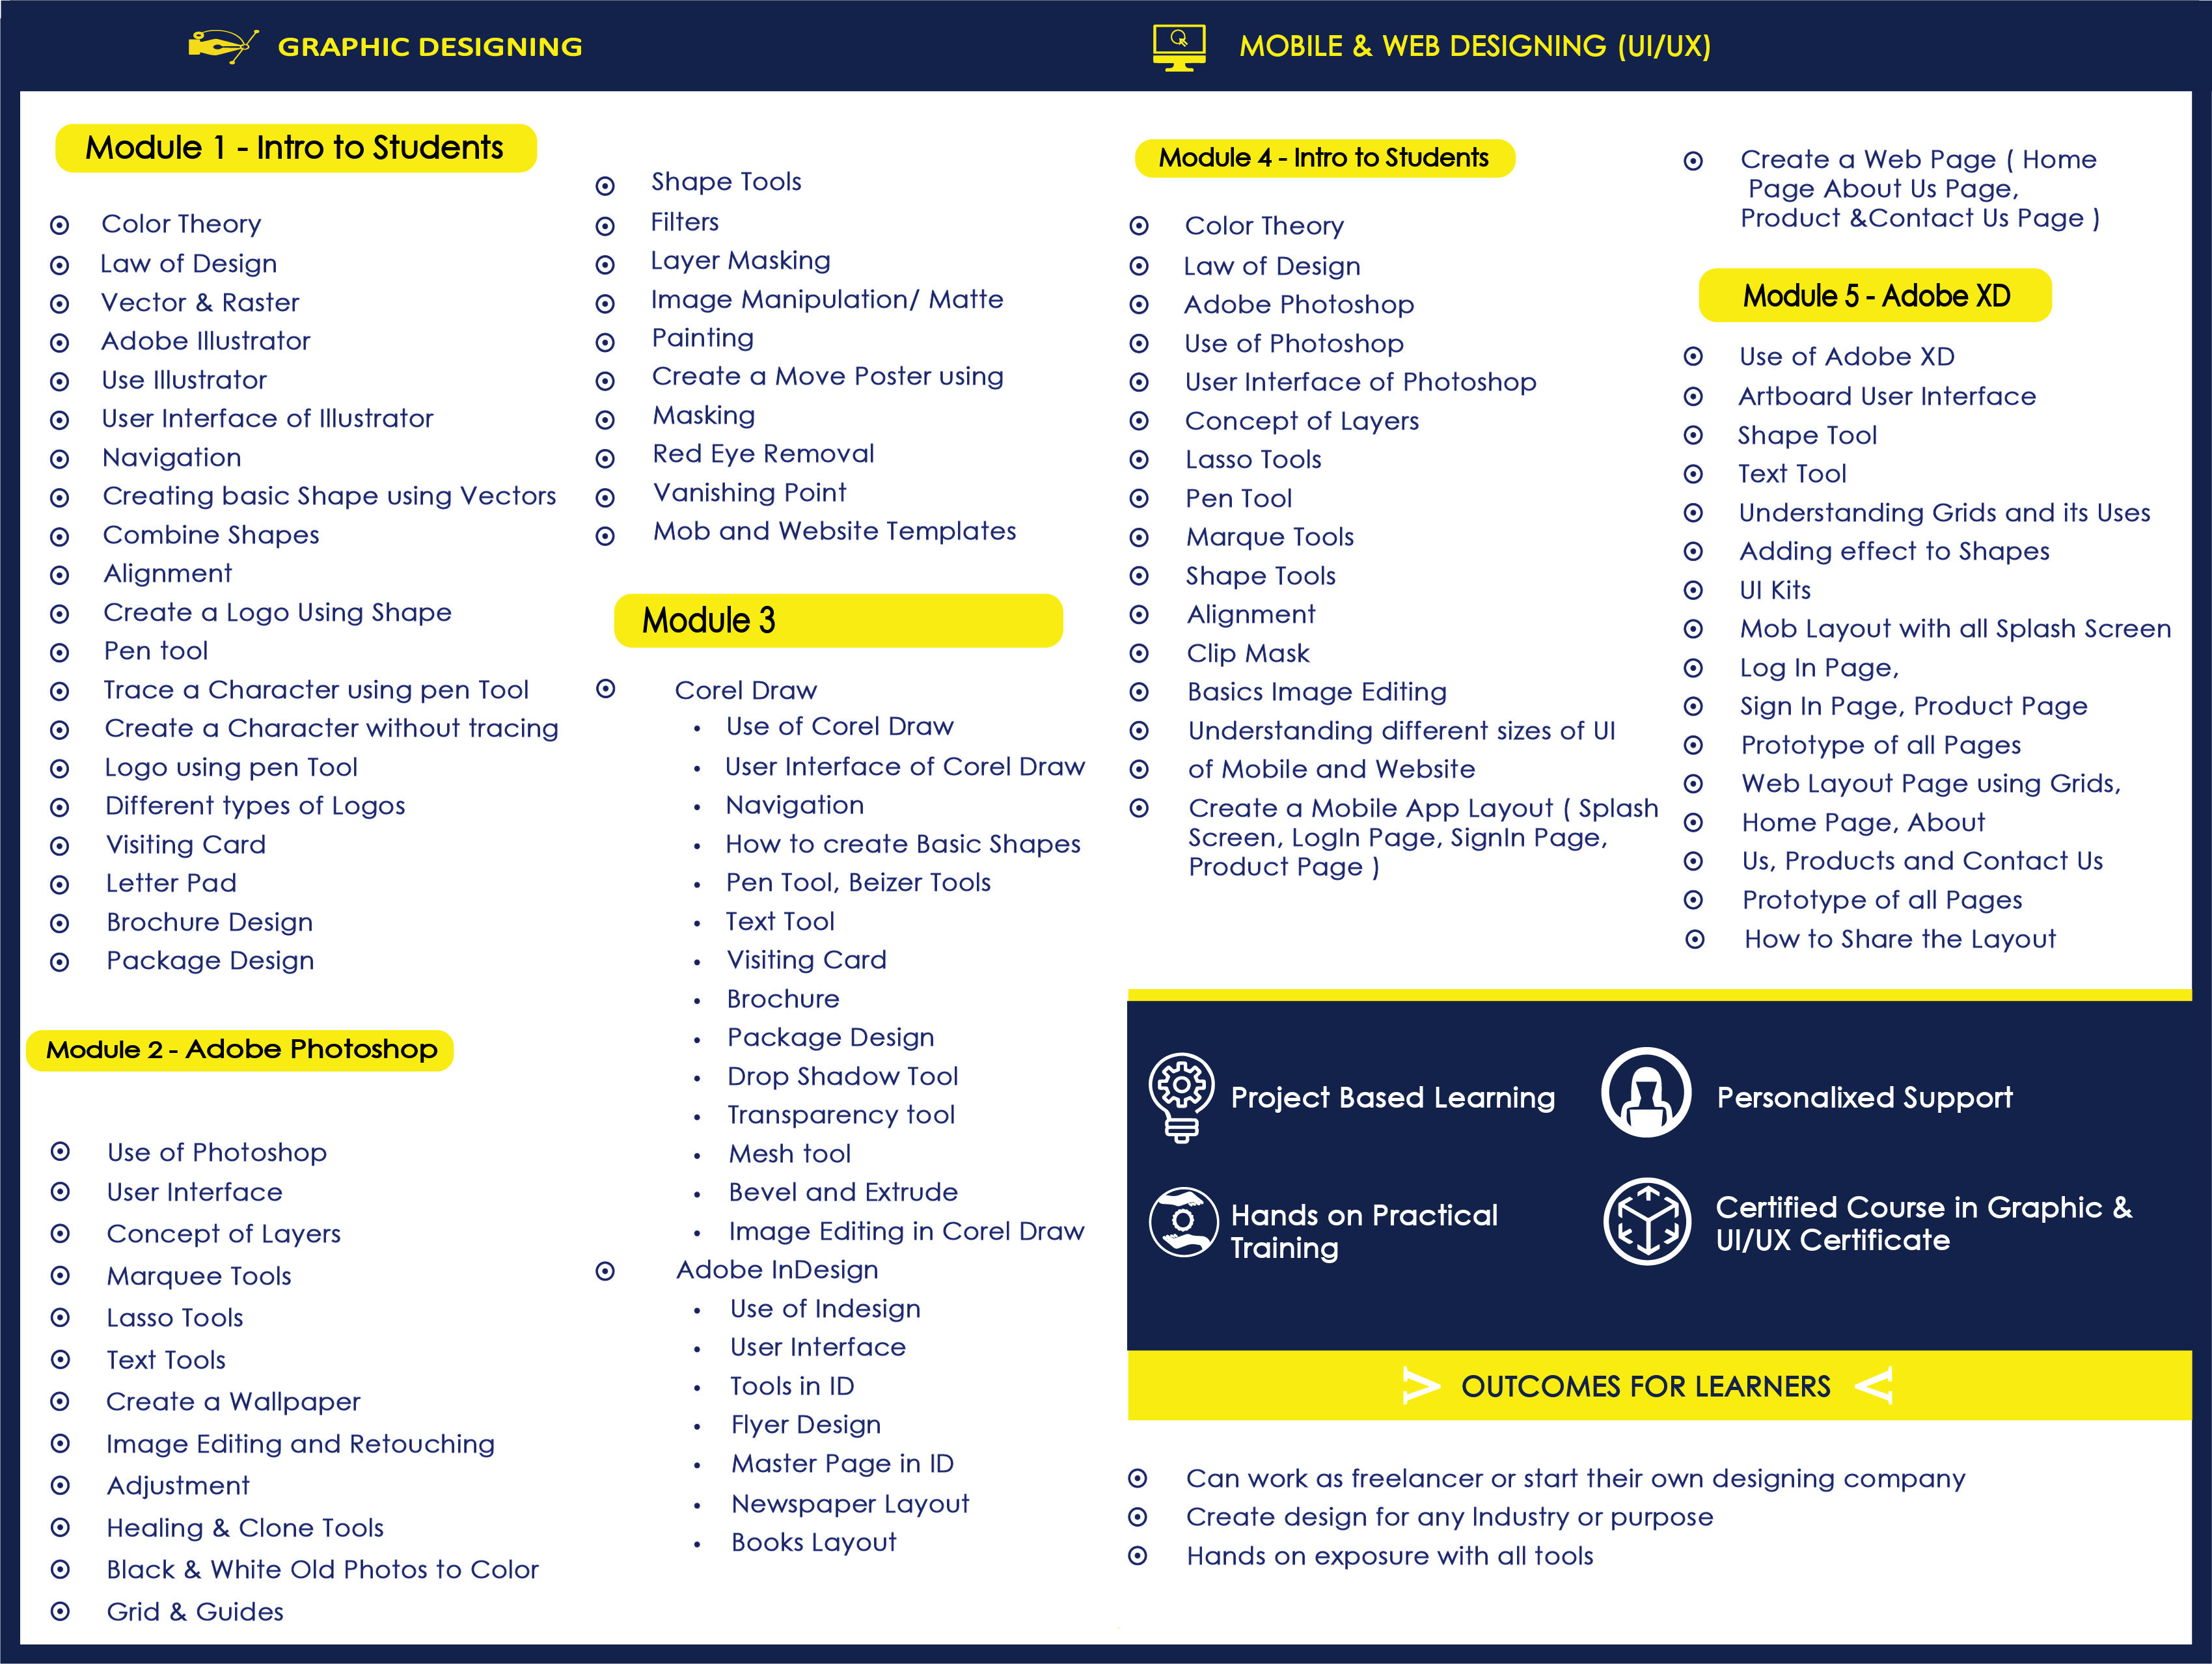 GRAPHIC DESIGNING
Module 1 - Intro to Students
Color Theory
Law of Design
Vector & Raster
Adobe Illustrator
Use Illustrator
User Interface of Illustrator
Navigation
Creating basic Shape using Vectors
Combine Shapes
Alignment
Create a Logo Using Shape
Pen tool
Trace a Character using pen Tool
Create a Character without tracing
Logo using pen Tool
Different types of Logos
Visiting Card
Letter Pad
Brochure Design
Package Design
Module 2 - Adobe Photoshop
Use of Photoshop
User Interface
Concept of Layers
Marquee Tools
Lasso Tools
Text Tools
Create a Wallpaper
Image Editing and Retouching
Adjustment
Healing & Clone Tools
Black & White Old Photos to Color
Grid & Guides
Shape Tools
Filters
Layer Masking
Image Manipulation/ Matte
Painting
Create a Move Poster using
Masking
Red Eye Removal
Vanishing Point
Mob and Website Templates
Module 3
Corel Draw
Use of Corel Draw
User Interface of Corel Draw
Navigation
How to create Basic Shapes
Pen Tool, Beizer Tools
Text Tool
Visiting Card
Brochure
Package Design
Drop Shadow Tool
Transparency tool
Mesh tool
Bevel and Extrude
Image Editing in Corel Draw
Adobe InDesign
Use of Indesign
User Interface
Tools in ID
Flyer Design
Master Page in ID
Newspaper Layout
Books Layout
MOBILE & WEB DESIGNING (UI/UX)
Module 4 - Intro to Students
Color Theory
Law of Design
Adobe Photoshop
Use of Photoshop
User Interface of Photoshop
Concept of Layers
Lasso Tools
Pen Tool
Marque Tools
Shape Tools
Alignment
Clip Mask
Basics Image Editing
Understanding different sizes of UI
of Mobile and Website
Create a Mobile App Layout ( Splash
Screen, LogIn Page, SignIn Page,
Product Page )
Create a Web Page ( Home
Page About Us Page,
Product &Contact Us Page )
Module 5 - Adobe XD
Use of Adobe XD
Artboard User Interface
Shape Tool
Text Tool
Understanding Grids and its Uses
Adding effect to Shapes
UI Kits
Mob Layout with all Splash Screen
Log In Page,
Sign In Page, Product Page
Prototype of all Pages
Web Layout Page using Grids,
Home Page, About
Us, Products and Contact Us
Prototype of all Pages
How to Share the Layout
Project Based Learning
Personalixed Support
Hands on Practical
Training
Certified Course in Graphic &
UI/UX Certificate
OUTCOMES FOR LEARNERS
Can work as freelancer or start their own designing company
Create design for any Industry or purpose
Hands on exposure with all tools